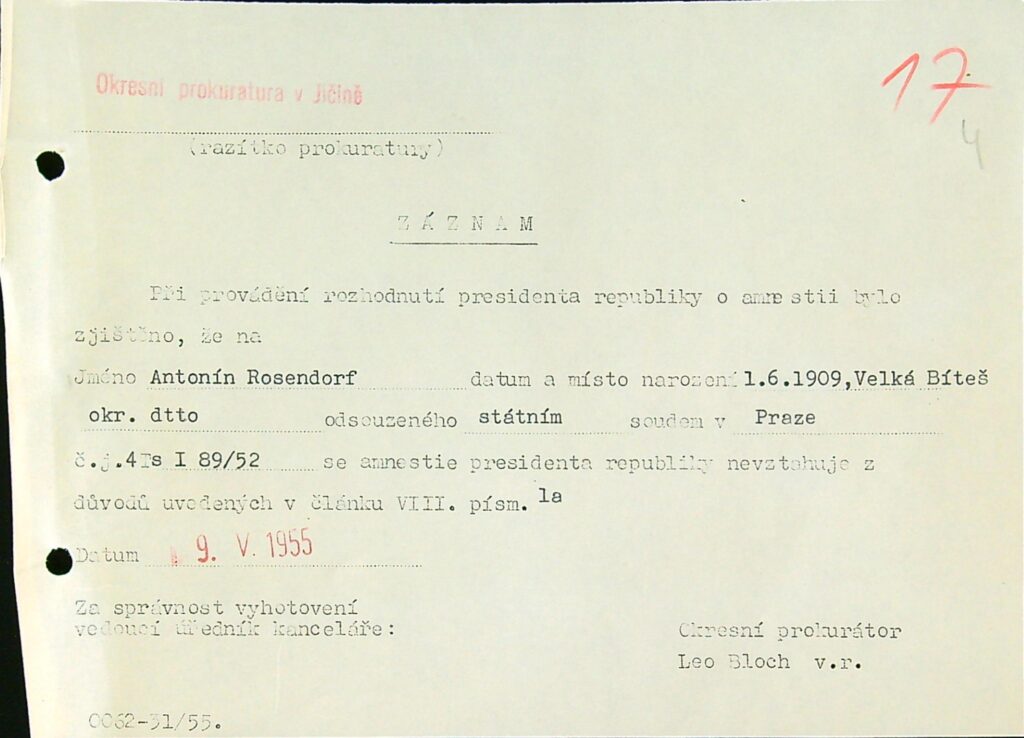 Okresní prokuratura v Jičíně
17
4
(razítko prokuratury)
ZÁZNAM
Při provádění rozhodnutí presidenta republiky o amnestii bylo
zjištěno, že na
Jméno Antonín Rosendorf datum a místo narození 1.6.1909,Velká Bíteš
okr. dtto odsouzeného státním soudem v Praze
č.j.4Ts I 89/52 se amnestie presidenta republiky nevztahuje z
důvodů uvedených v článku VIII. písm. 1a
Datum 9. V. 1955
Za správnost vyhotovení
vedoucí úředník kanceláře:
Okresní prokurátor
Leo Bloch v.r.
0062-31/55.